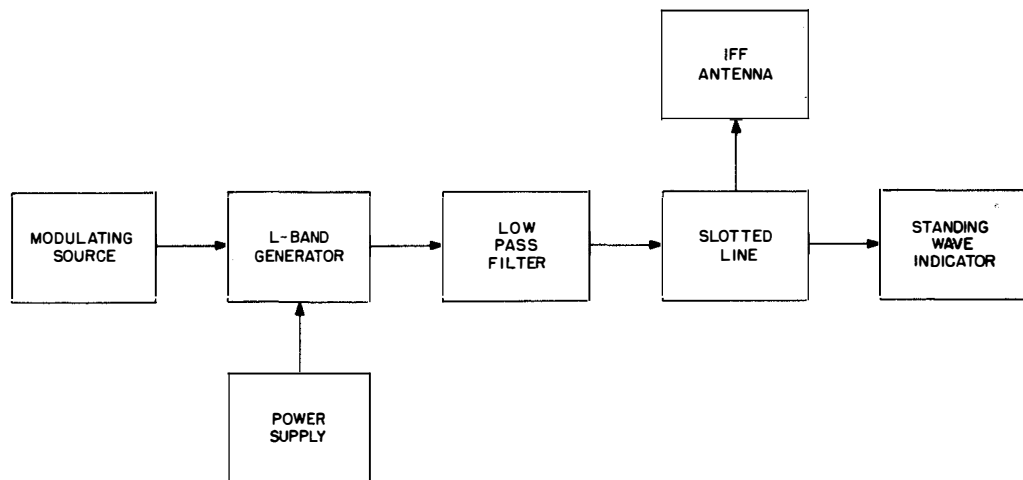 IFF
ANTENNA
MODULATING
SOURCE
L-BAND
GENERATOR
LOW
PASS
FILTER
SLOTTED
LINE
STANDING
WAVE
INDICATOR
POWER
SUPPLY